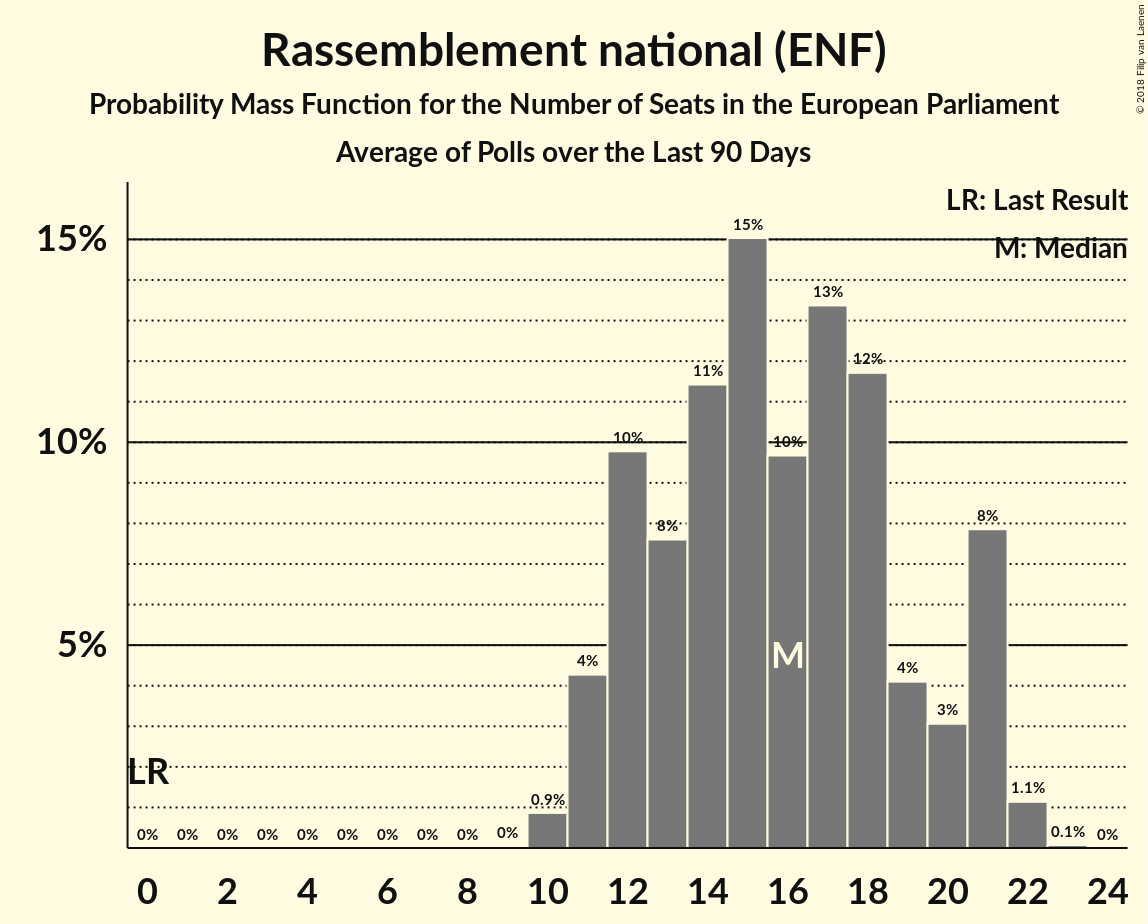 Rassemblement national (ENF)
Probability Mass Function for the Number of Seats in the European Parliament
Average of Polls over the Last 90 Days
© 2018 Filip van Laenen
LR: Last Result
M: Median
15%
10%
5%
0% 0% 0% 0% 0% 0% 0% 0% 0% 0% 0.9% 4% 10% 8% 11% 15% 10% 13% 12% 4% 3% 8% 1.1% 0.1% 0%
M
LR
0 2 4 6 8 10 12 14 16 18 20 22 24